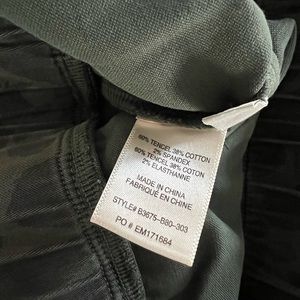 60% TENCEL 38% COTTON
2% SPANDEX
60% TENCEL 38% COTON
2% ELASTHANNE
MADE IN CHINA
FABRIQUÉ EN CHINE
STYLE# B3675-B80-303
PO # EM171684